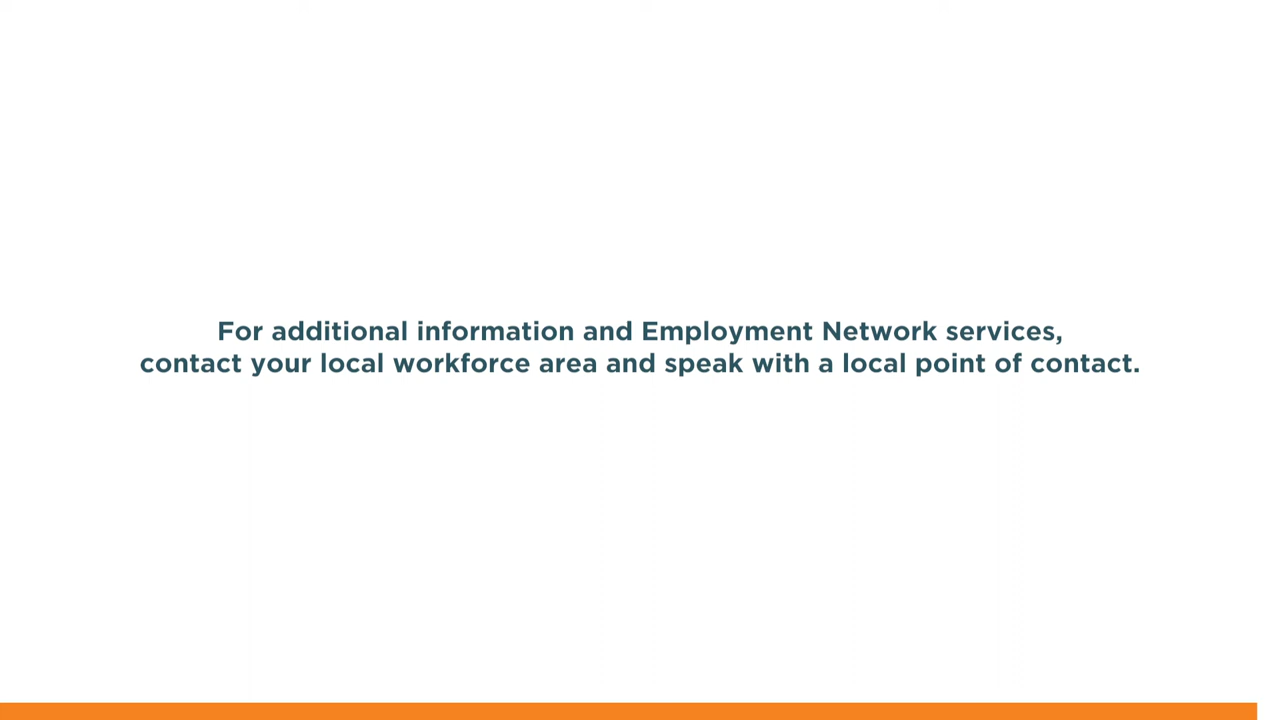 For additional information and Employment Network services,
contact your local workforce area and speak with a local point of contact.